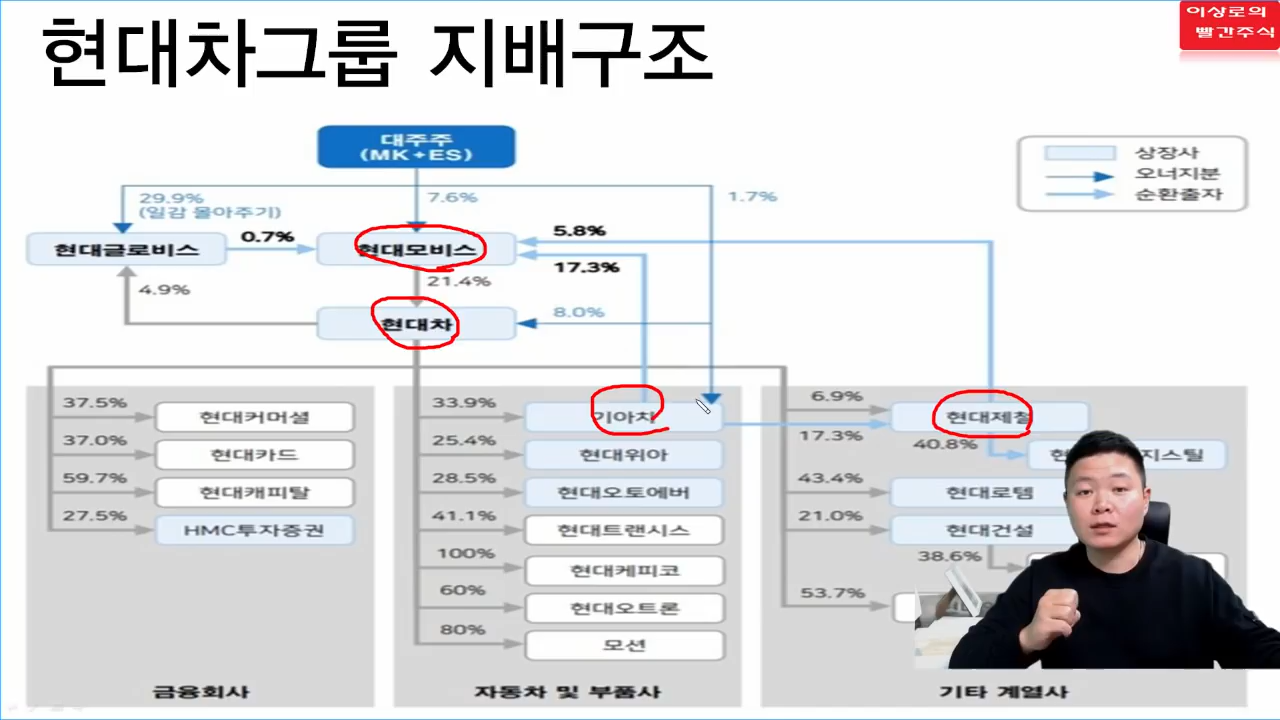 현대차그룹 지배구조
이상로의
빨간주식
대주주
(MK+ES)
상장사
오너지분
순환출자
29.9%
(일감 몰아주기)
7.6%
1.7%
현대글로비스
0.7%
현대모비스
5.8%
17.3%
4.9%
21.4%
현대차
8.0%
37.5%
현대커머셜
37.0%
현대카드
59.7%
현대캐피탈
27.5%
HMC투자증권
금융회사
33.9%
기아차
25.4%
현대위아
28.5%
현대오토에버
41.1%
현대트랜시스
100%
현대케피코
60%
현대오트론
80%
모션
자동차 및 부품사
6.9%
현대제철
17.3%
40.8%
지스틸
43.4%
현대로템
21.0%
현대건설
38.6%
53.7%
기타 계열사